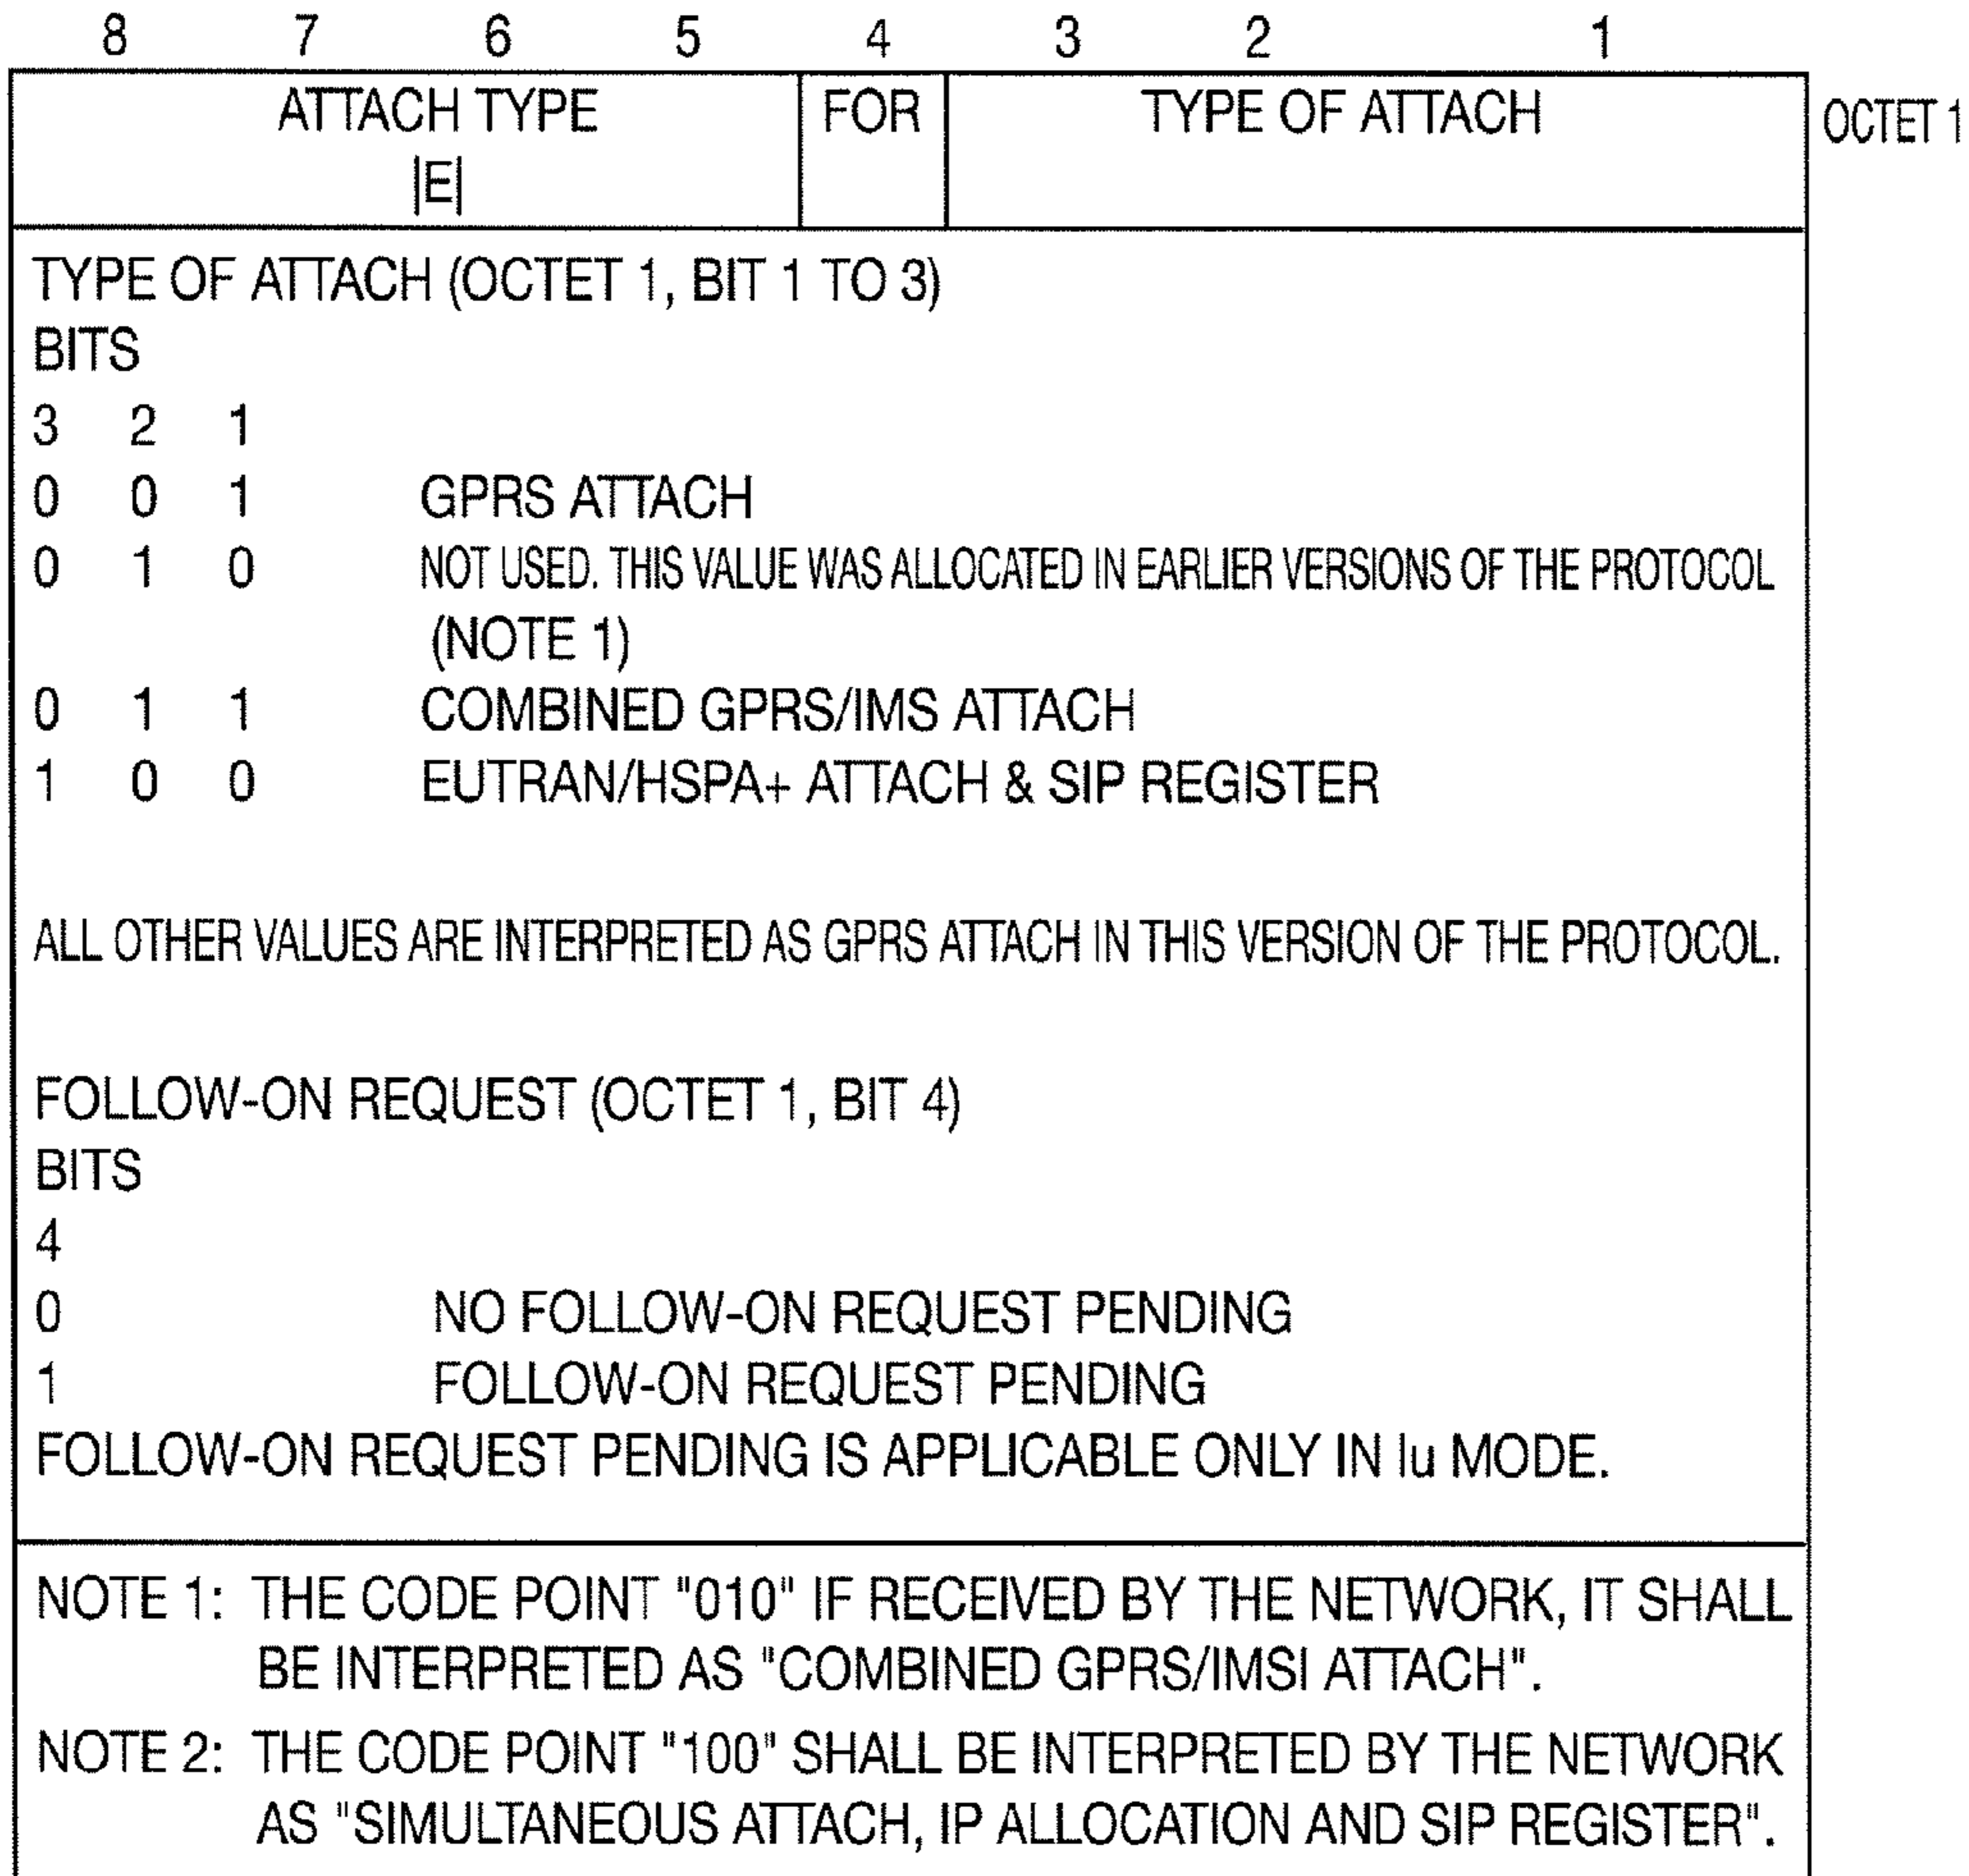 8 7 6 5 4 3 2 1
ATTACH TYPE FOR TYPE OF ATTACH OCTET 1
|E|
TYPE OF ATTACH (OCTET 1, BIT 1 TO 3)
BITS
3 2 1
0 0 1 GPRS ATTACH
0 1 0 NOT USED. THIS VALUE WAS ALLOCATED IN EARLIER VERSIONS OF THE PROTOCOL
(NOTE 1)
0 1 1 COMBINED GPRS/IMS ATTACH
1 0 0 EUTRAN/HSPA+ ATTACH & SIP REGISTER
ALL OTHER VALUES ARE INTERPRETED AS GPRS ATTACH IN THIS VERSION OF THE PROTOCOL.
FOLLOW-ON REQUEST (OCTET 1, BIT 4)
BITS
4
0 NO FOLLOW-ON REQUEST PENDING
1 FOLLOW-ON REQUEST PENDING
FOLLOW-ON REQUEST PENDING IS APPLICABLE ONLY IN Iu MODE.
NOTE 1: THE CODE POINT "010" IF RECEIVED BY THE NETWORK, IT SHALL
BE INTERPRETED AS "COMBINED GPRS/IMSI ATTACH".
NOTE 2: THE CODE POINT "100" SHALL BE INTERPRETED BY THE NETWORK
AS "SIMULTANEOUS ATTACH, IP ALLOCATION AND SIP REGISTER".